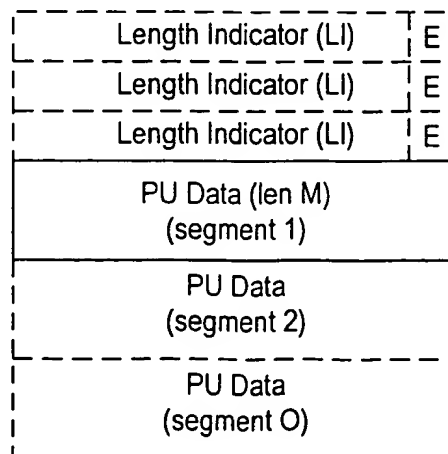 Length Indicator (LI) E
Length Indicator (LI) E
Length Indicator (LI) E
PU Data (len M)
(segment 1)
PU Data
(segment 2)
PU Data
(segment O)